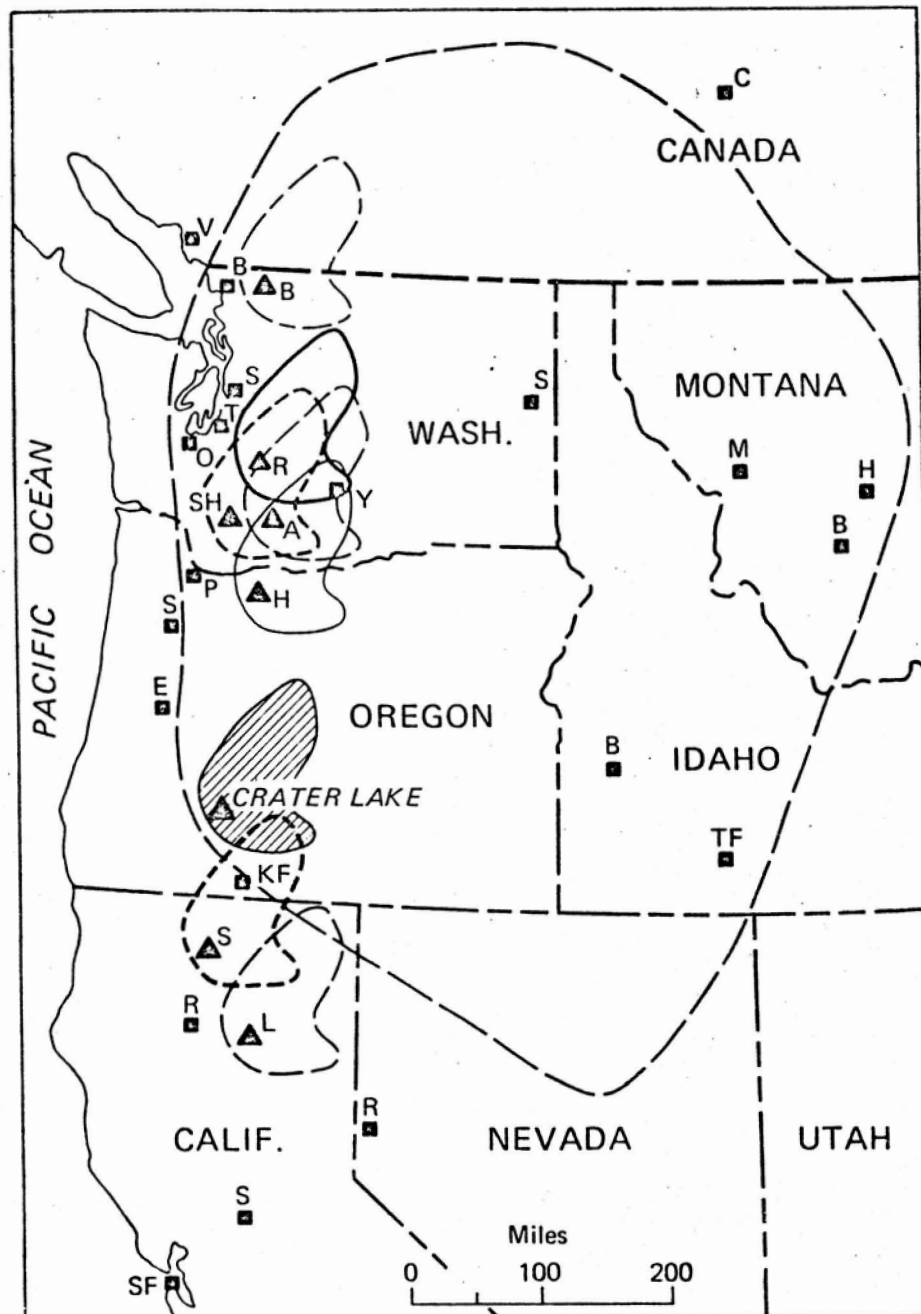 C
CANADA
V
B
B
S
S
MONTANA
T
WASH.
O
R
M
H
SH
Y
A
B
PACIFIC OCEAN
P
H
S
E
OREGON
B
IDAHO
CRATER LAKE
TF
KF
S
R
L
R
CALIF.
NEVADA
UTAH
S
Miles
SF
0 100 200